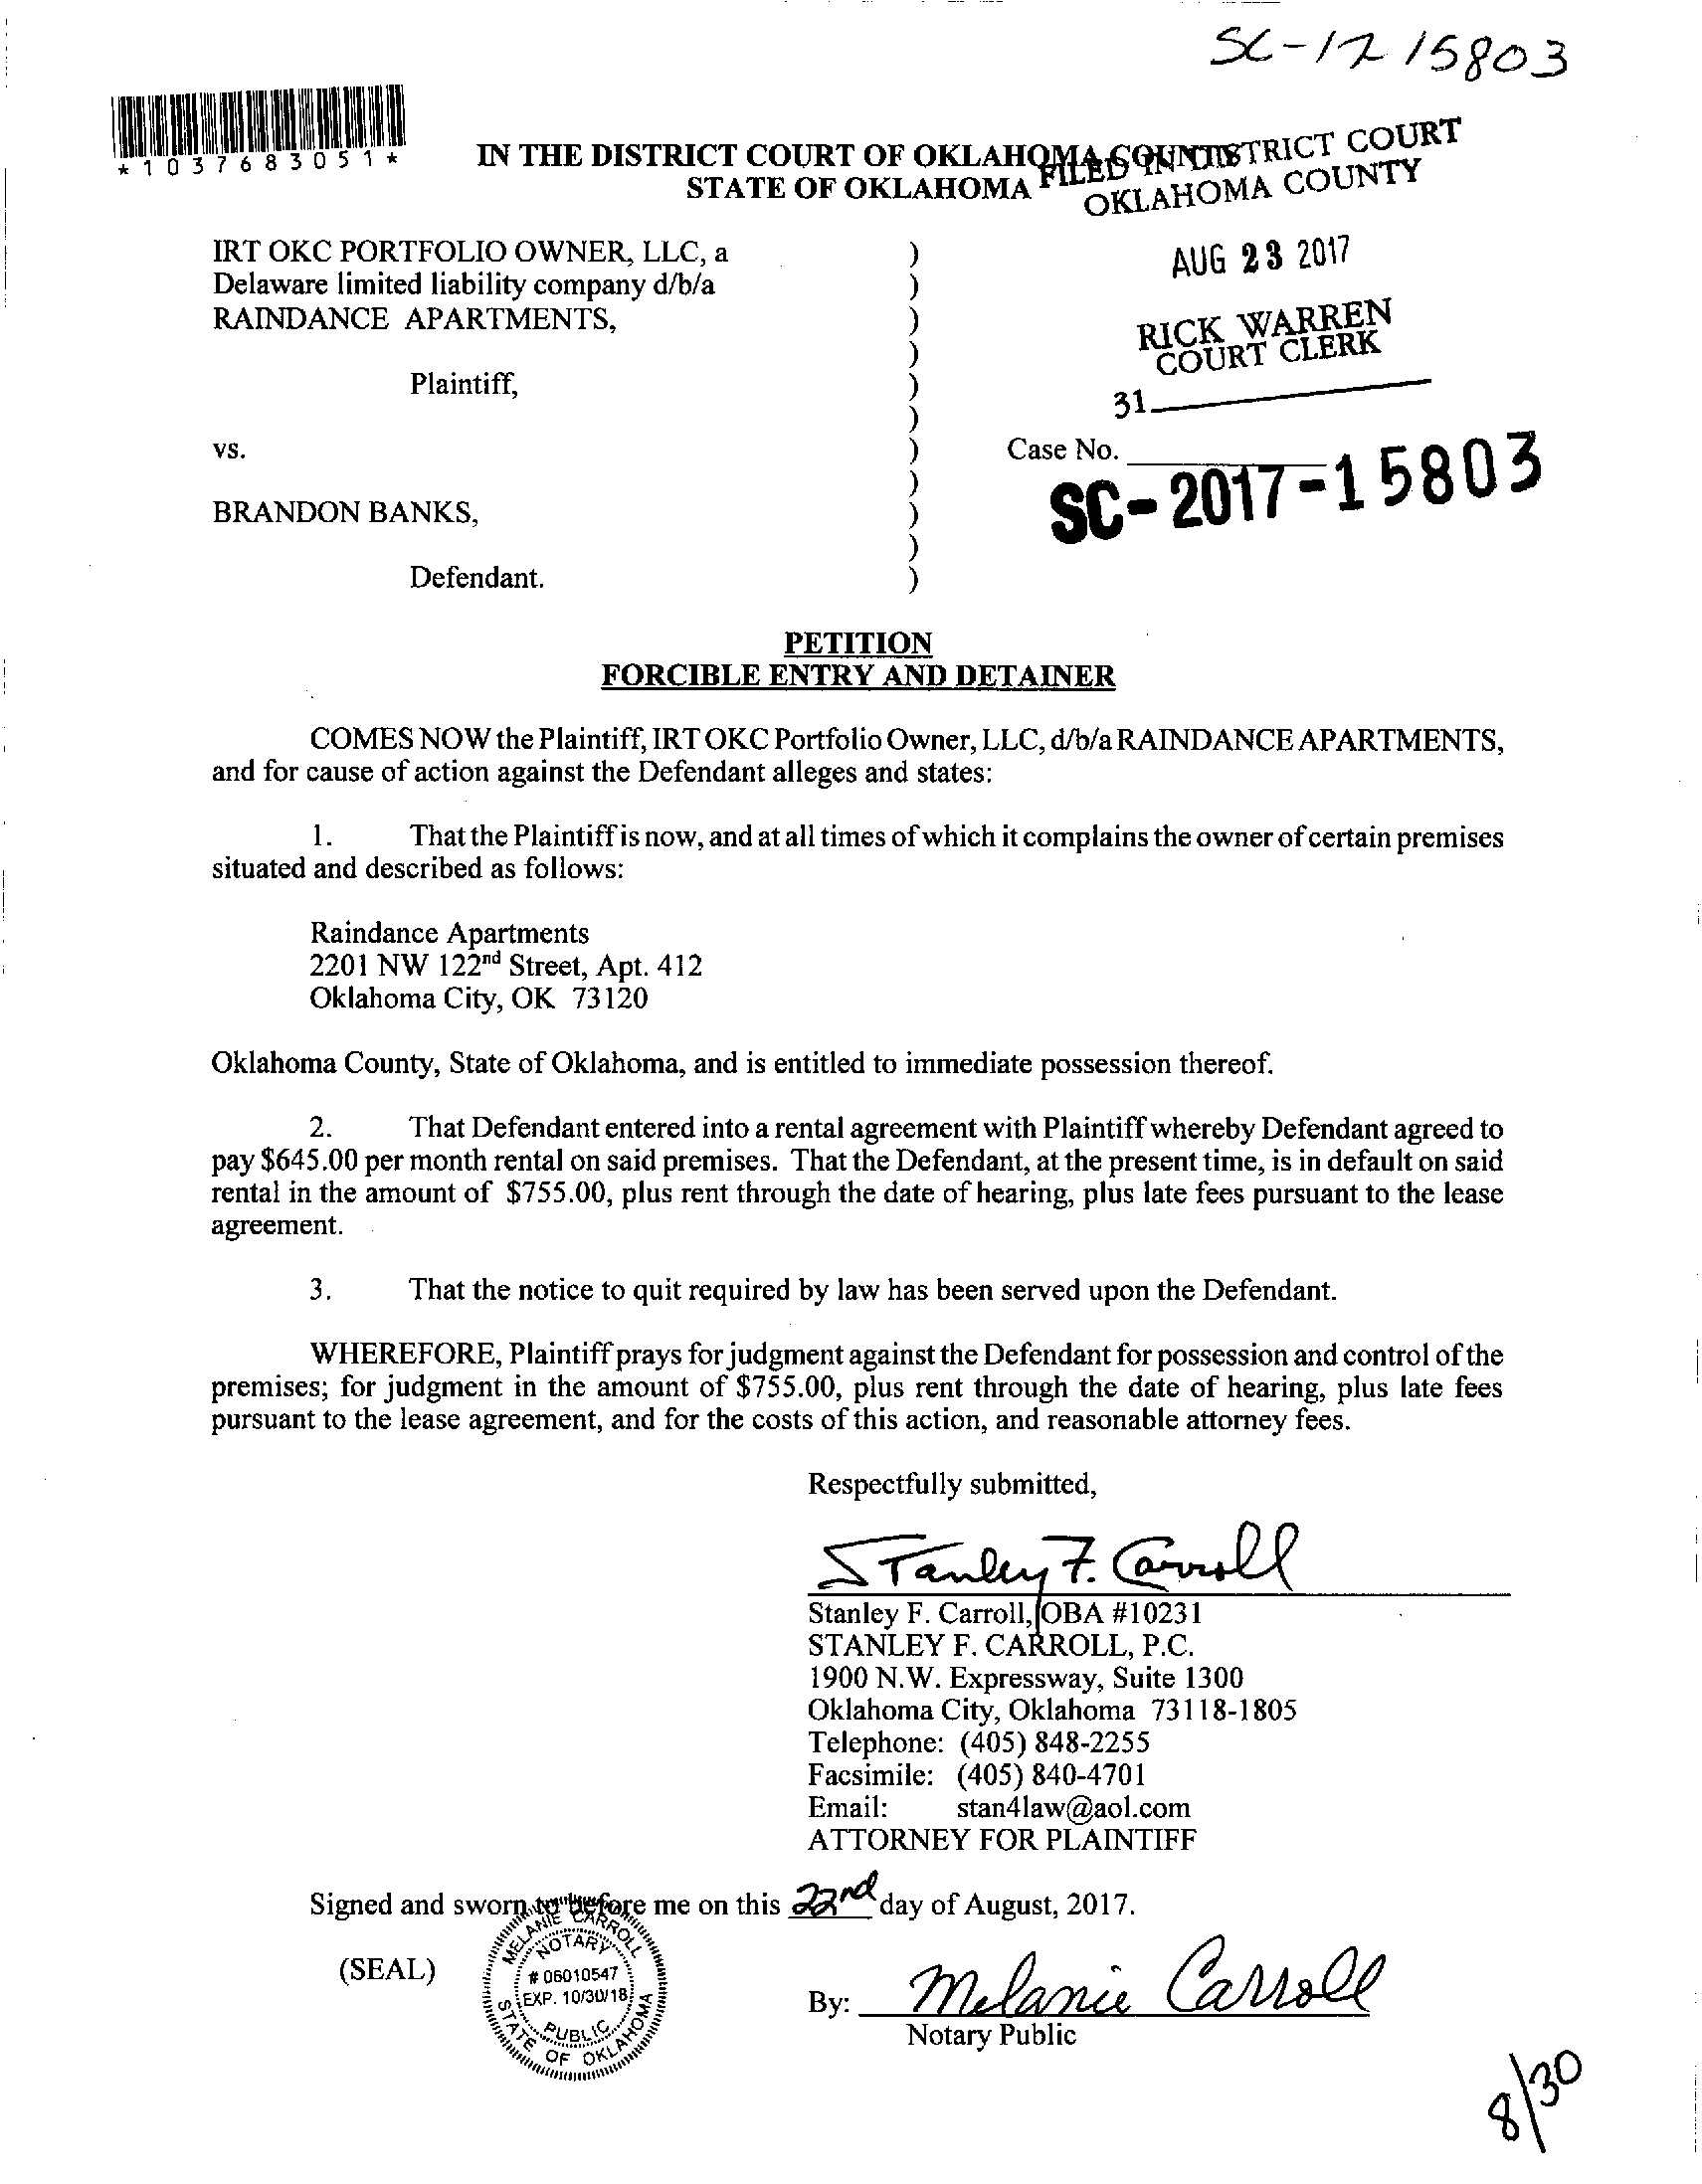 SC-17 15803
*1037683051*
IN THE DISTRICT COURT OF OKLAHOMA COUNTY
STATE OF OKLAHOMA
FILED IN DISTRICT COURT
OKLAHOMA COUNTY
IRT OKC PORTFOLIO OWNER, LLC, a )
Delaware limited liability company d/b/a )
RAINDANCE APARTMENTS, )
)
Plaintiff, )
)
vs. )
)
BRANDON BANKS, )
)
Defendant. )
AUG 23 2017
RICK WARREN
COURT CLERK
31
Case No.
SC-2017-15803
PETITION
FORCIBLE ENTRY AND DETAINER
COMES NOW the Plaintiff, IRT OKC Portfolio Owner, LLC, d/b/a RAINDANCE APARTMENTS,
and for cause of action against the Defendant alleges and states:
1. That the Plaintiff is now, and at all times of which it complains the owner of certain premises
situated and described as follows:
Raindance Apartments
2201 NW 122nd Street, Apt. 412
Oklahoma City, OK 73120
Oklahoma County, State of Oklahoma, and is entitled to immediate possession thereof.
2. That Defendant entered into a rental agreement with Plaintiff whereby Defendant agreed to
pay $645.00 per month rental on said premises. That the Defendant, at the present time, is in default on said
rental in the amount of $755.00, plus rent through the date of hearing, plus late fees pursuant to the lease
agreement.
3. That the notice to quit required by law has been served upon the Defendant.
WHEREFORE, Plaintiff prays for judgment against the Defendant for possession and control of the
premises; for judgment in the amount of $755.00, plus rent through the date of hearing, plus late fees
pursuant to the lease agreement, and for the costs of this action, and reasonable attorney fees.
Respectfully submitted,
Stanley F. Carroll
Stanley F. Carroll, OBA #10231
STANLEY F. CARROLL, P.C.
1900 N.W. Expressway, Suite 1300
Oklahoma City, Oklahoma 73118-1805
Telephone: (405) 848-2255
Facsimile: (405) 840-4701
Email: stan4law@aol.com
ATTORNEY FOR PLAINTIFF
Signed and sworn to before me on this 22nd day of August, 2017.
(SEAL)
MELANIE CARROLL
NOTARY
# 06010547
EXP. 10/30/18
PUBLIC
STATE OF OKLAHOMA
By: Melanie Carroll
Notary Public
8/30